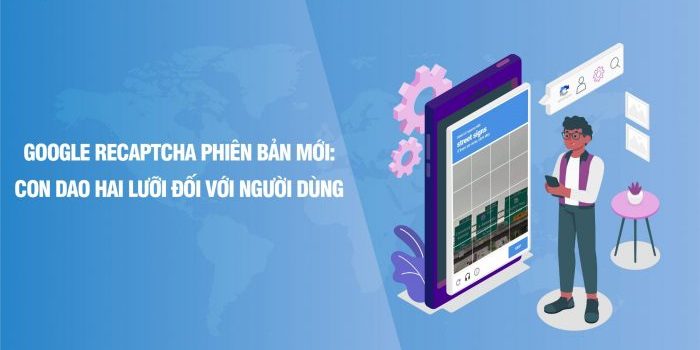 GOOGLE RECAPTCHA PHIÊN BẢN MỚI:
CON DAO HAI LƯỠI ĐỐI VỚI NGƯỜI DÙNG
street signs